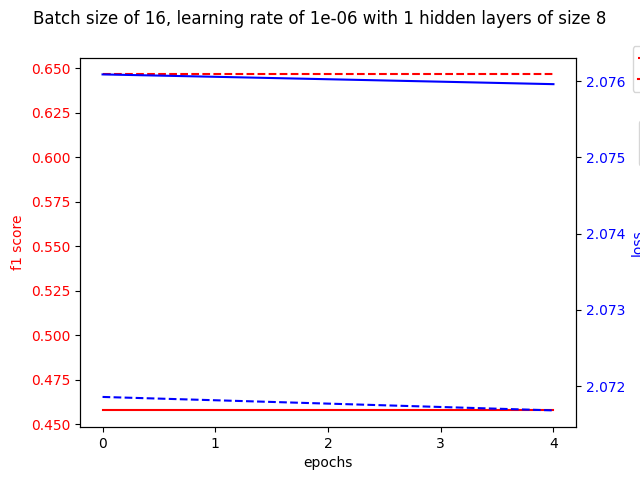 Batch size of 16, learning rate of 1e-06 with 1 hidden layers of size 8
0.650
0.625
0.600
0.575
0.550
0.525
0.500
0.475
0.450
f1 score
2.076
2.075
2.074
2.073
2.072
loss
0 1 2 3 4
epochs